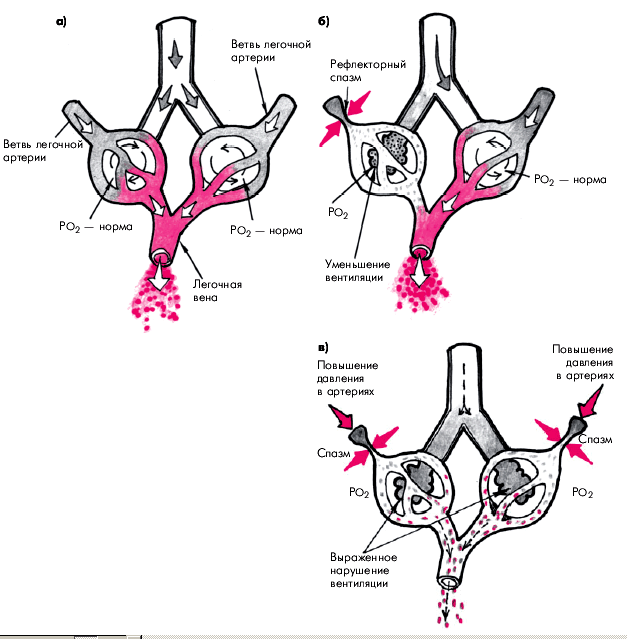 а)
Ветвь легочной
артерии
Ветвь легочной
артерии
PO2 — норма
PO2 — норма
Легочная
вена
б)
Рефлекторный
спазм
PO2 — норма
PO2
Уменьшение
вентиляции
в)
Повышение
давления
в артериях
Повышение
давления
в артериях
Спазм
Спазм
PO2
PO2
Выраженное
нарушение
вентиляции